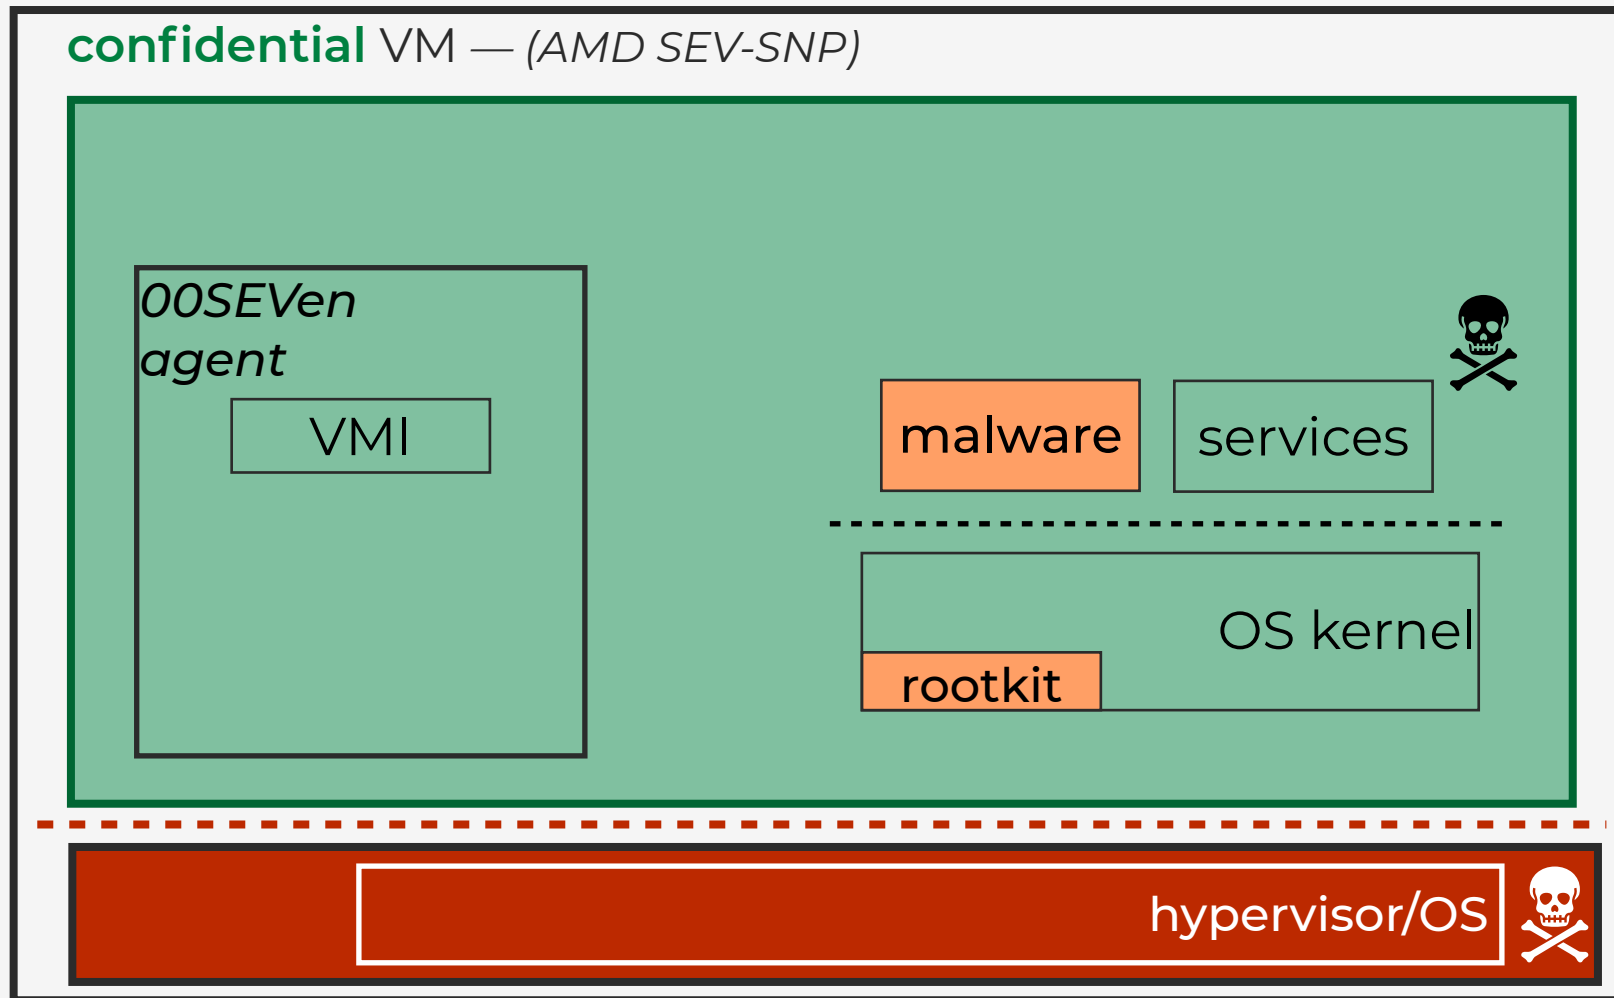 confidential VM — (AMD SEV-SNP)
00SEVen
agent
VMI
malware
services
OS kernel
rootkit
hypervisor/OS